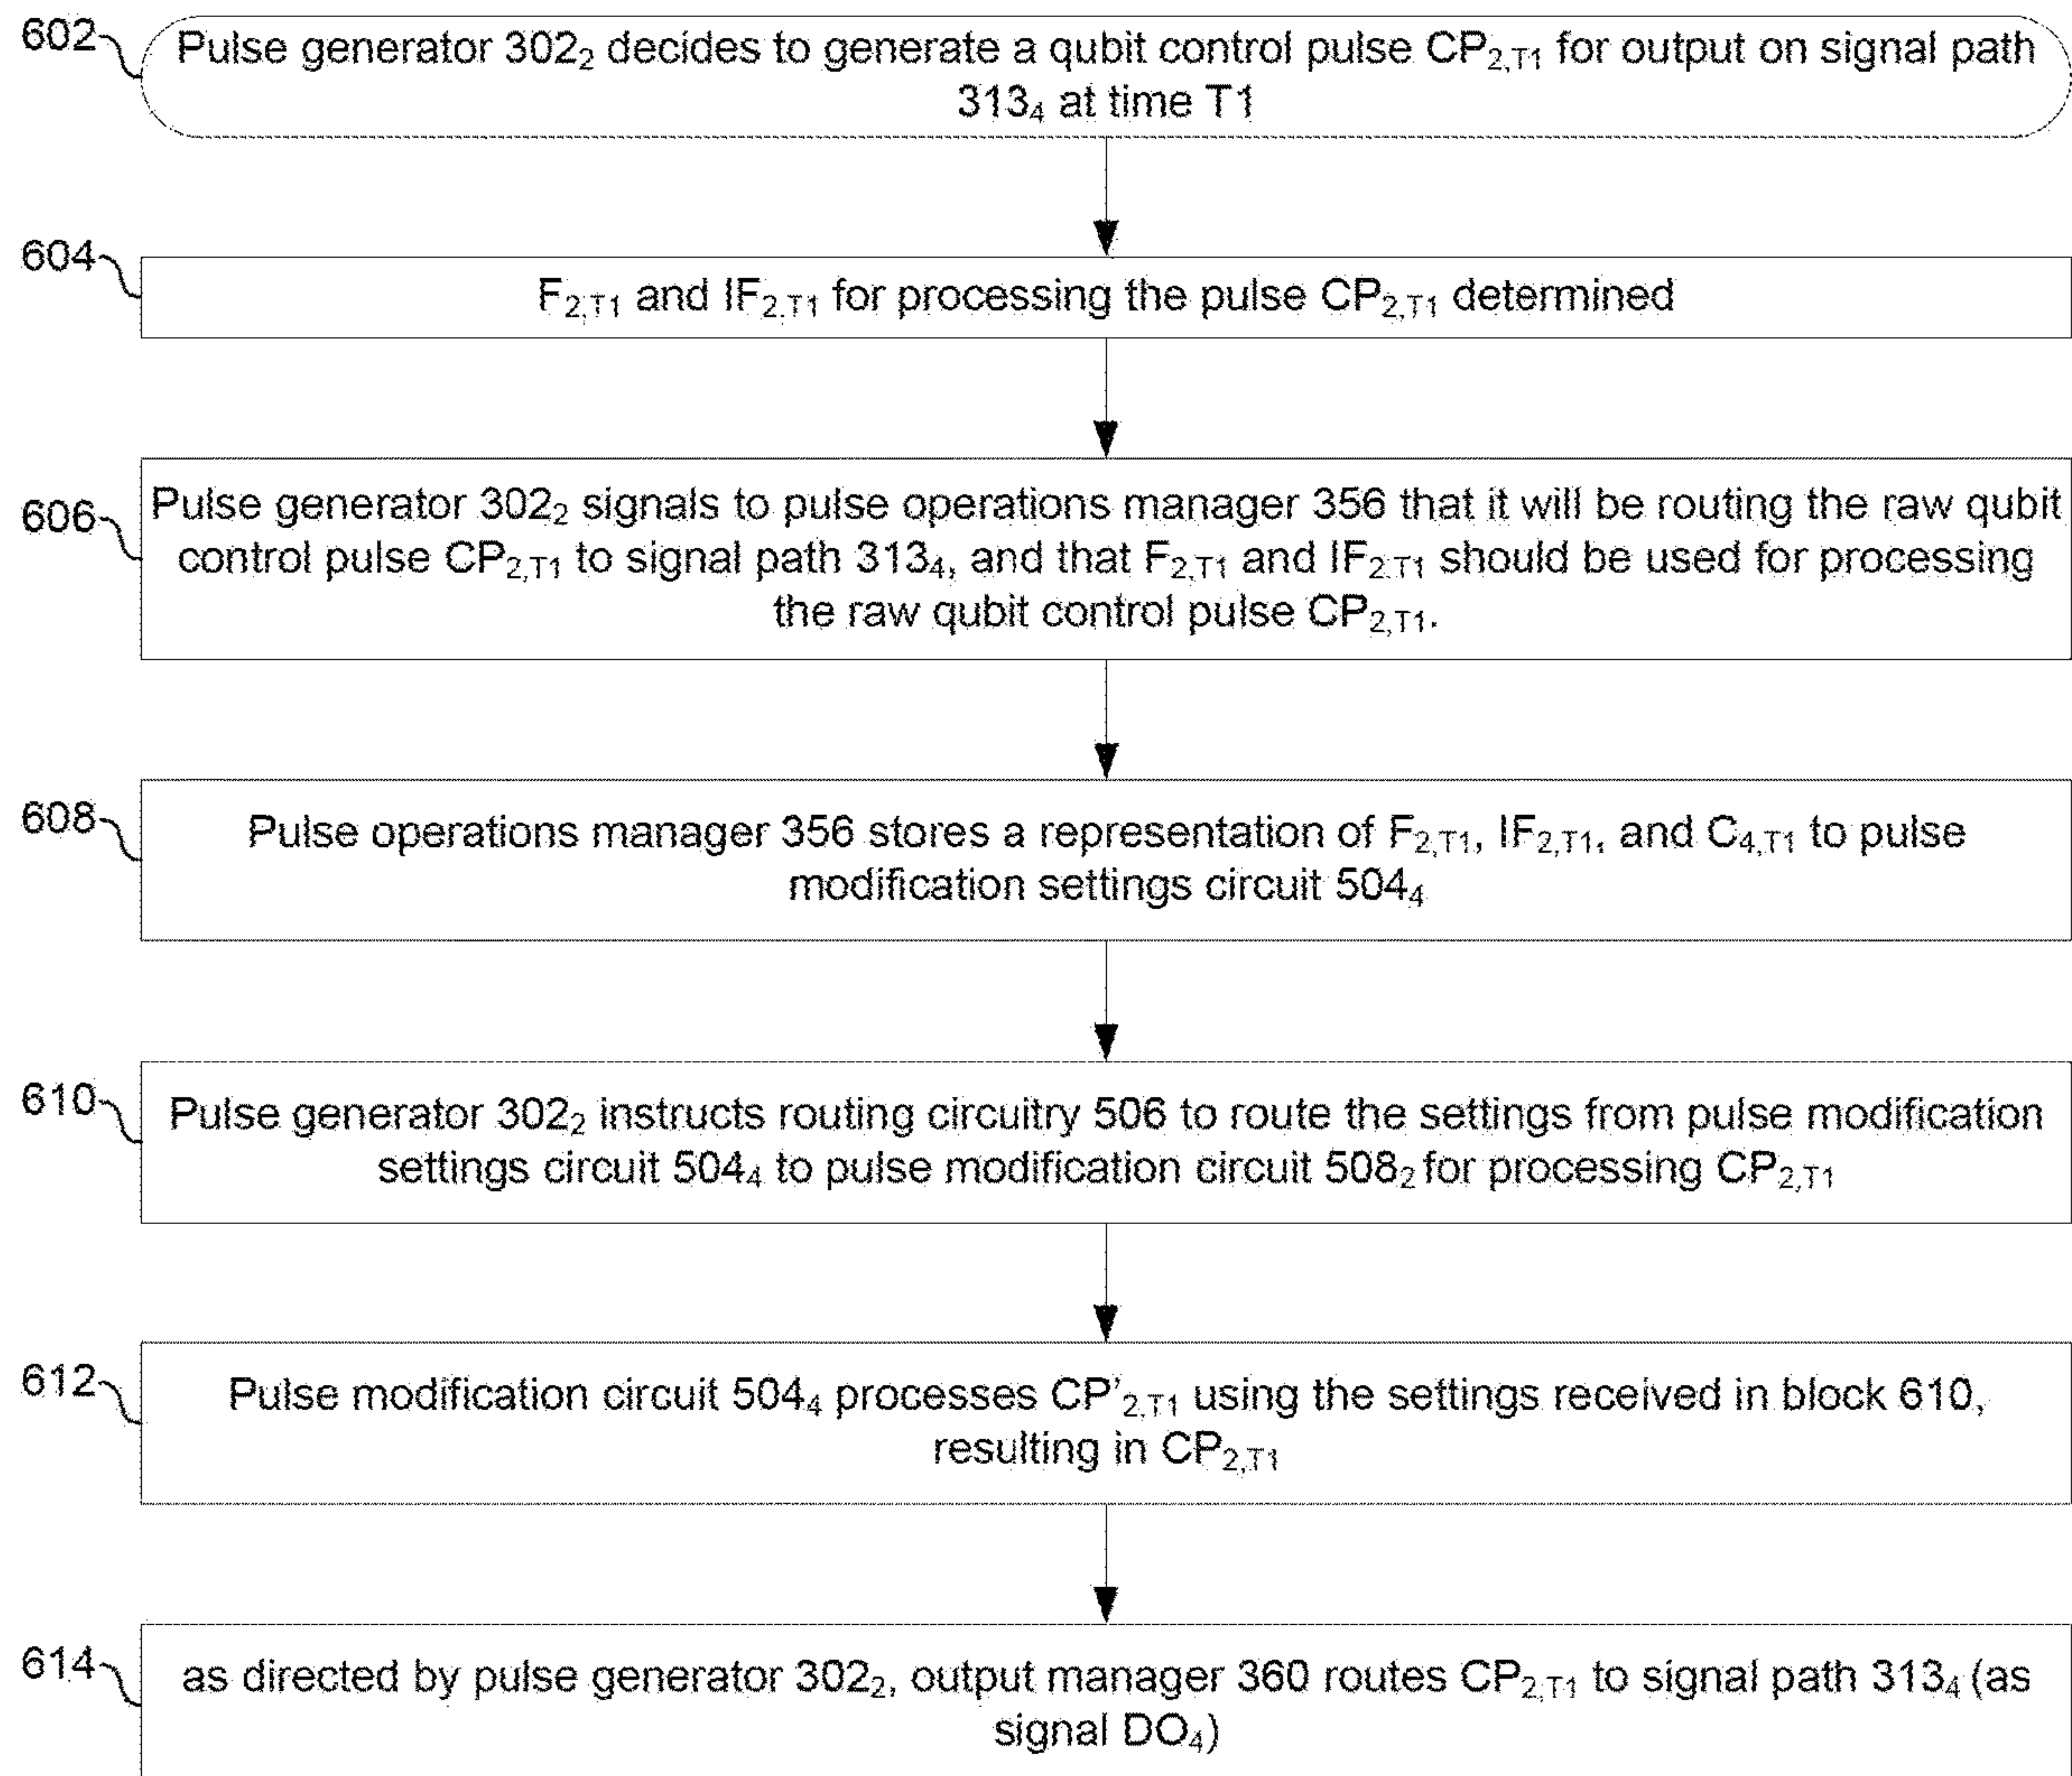 602
Pulse generator 302₂ decides to generate a qubit control pulse CP₂,T1 for output on signal path
313₄ at time T1
604
F₂,T1 and IF₂,T1 for processing the pulse CP₂,T1 determined
606
Pulse generator 302₂ signals to pulse operations manager 356 that it will be routing the raw qubit
control pulse CP₂,T1 to signal path 313₄, and that F₂,T1 and IF₂,T1 should be used for processing
the raw qubit control pulse CP₂,T1.
608
Pulse operations manager 356 stores a representation of F₂,T1, IF₂,T1, and C₄,T1 to pulse
modification settings circuit 504₄
610
Pulse generator 302₂ instructs routing circuitry 506 to route the settings from pulse modification
settings circuit 504₄ to pulse modification circuit 508₂ for processing CP₂,T1
612
Pulse modification circuit 504₄ processes CP'₂,T1 using the settings received in block 610,
resulting in CP₂,T1
614
as directed by pulse generator 302₂, output manager 360 routes CP₂,T1 to signal path 313₄ (as
signal DO₄)